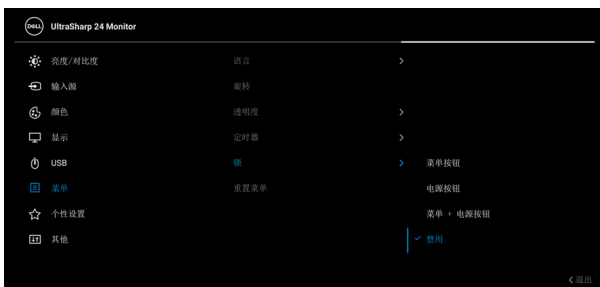 DELL
UltraSharp 24 Monitor
亮度/对比度
输入源
颜色
显示
USB
菜单
个性设置
其他
语言
旋转
透明度
定时器
锁
重置菜单
菜单按钮
电源按钮
菜单 + 电源按钮
禁用
退出